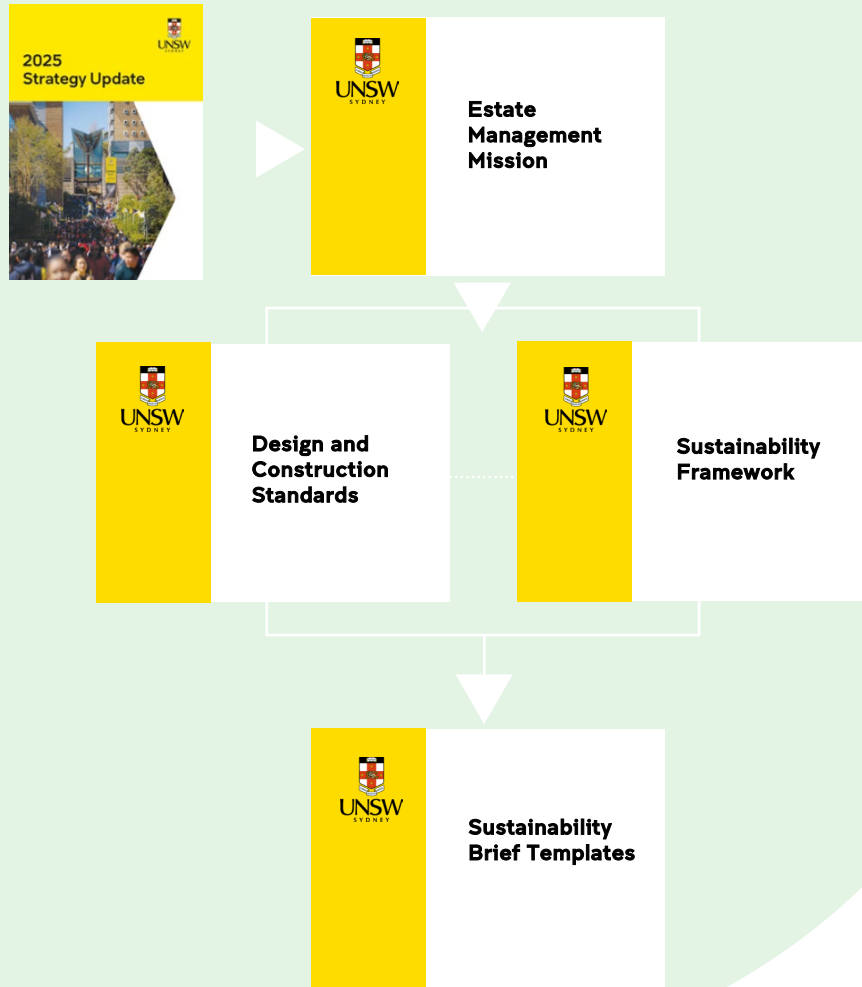 2025
Strategy Update
UNSW
SYDNEY
UNSW
SYDNEY
Estate
Management
Mission
UNSW
SYDNEY
Design and
Construction
Standards
UNSW
SYDNEY
Sustainability
Framework
UNSW
SYDNEY
Sustainability
Brief Templates